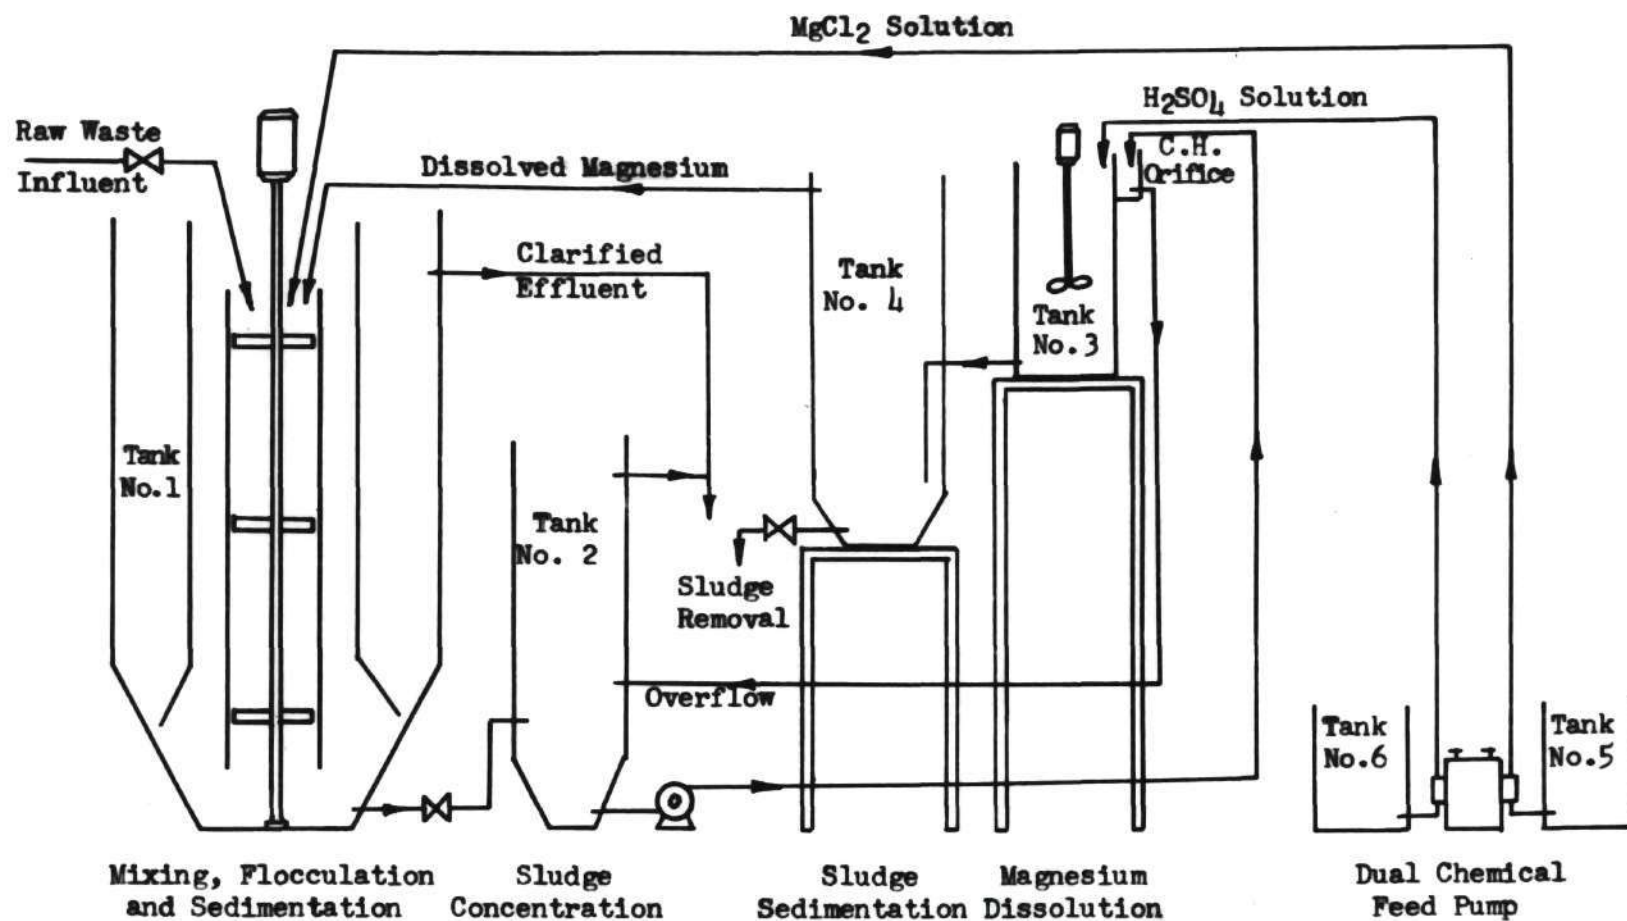 MgCl2 Solution
H2SO4 Solution
Raw Waste
Influent
C.H.
Orifice
Dissolved Magnesium
Clarified
Effluent
Tank
No. 4
Tank
No.3
Tank
No.1
Tank
No. 2
Sludge
Removal
Overflow
Tank
No.6
Tank
No.5
Mixing, Flocculation
and Sedimentation
Sludge
Concentration
Sludge
Sedimentation
Magnesium
Dissolution
Dual Chemical
Feed Pump